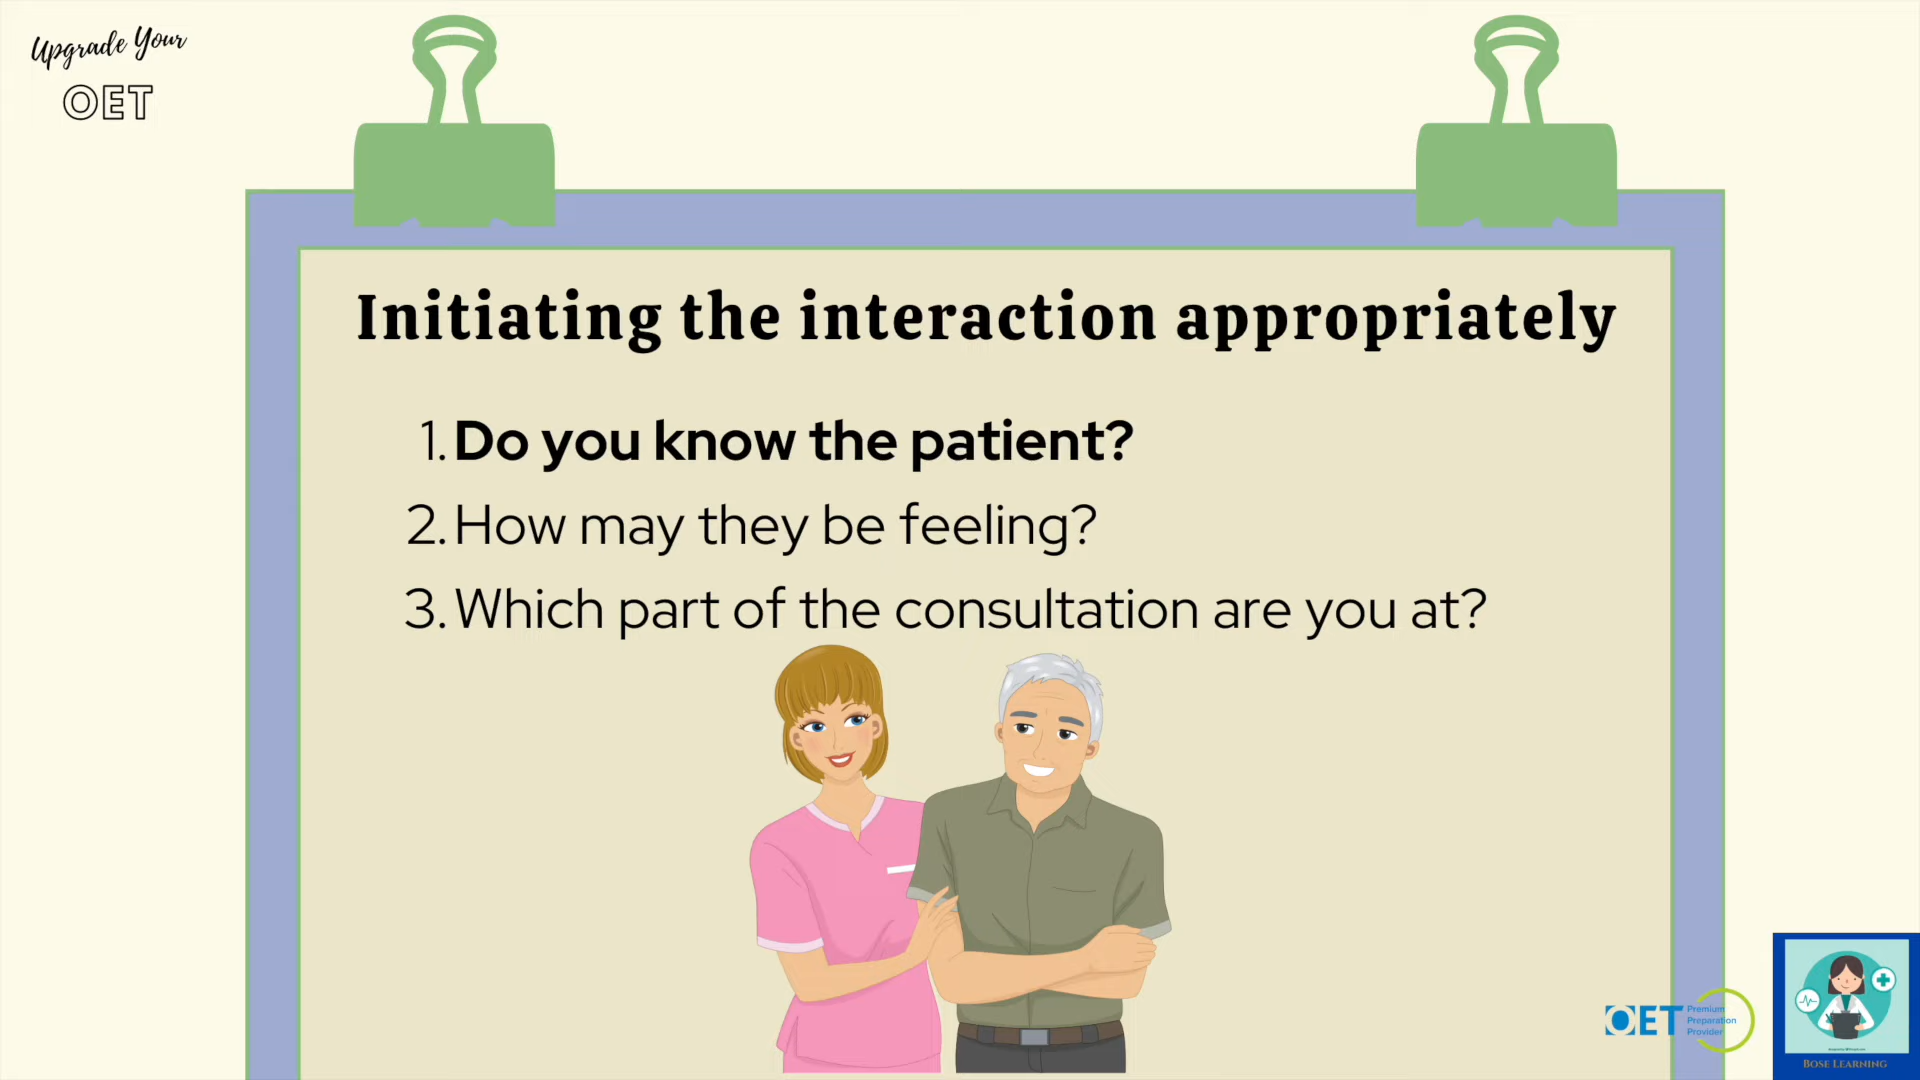 Upgrade Your
OET
Initiating the interaction appropriately
1. Do you know the patient?
2. How may they be feeling?
3. Which part of the consultation are you at?
OET Premium
Preparation
Provider
BOSE LEARNING